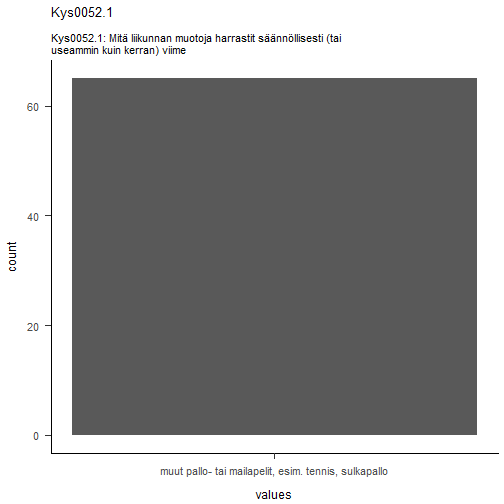 Kys0052.1
Kys0052.1: Mitä liikunnan muotoja harrastit säännöllisesti (tai
useammin kuin kerran) viime
60
40
20
0
count
muut pallo- tai mailapelit, esim. tennis, sulkapallo
values